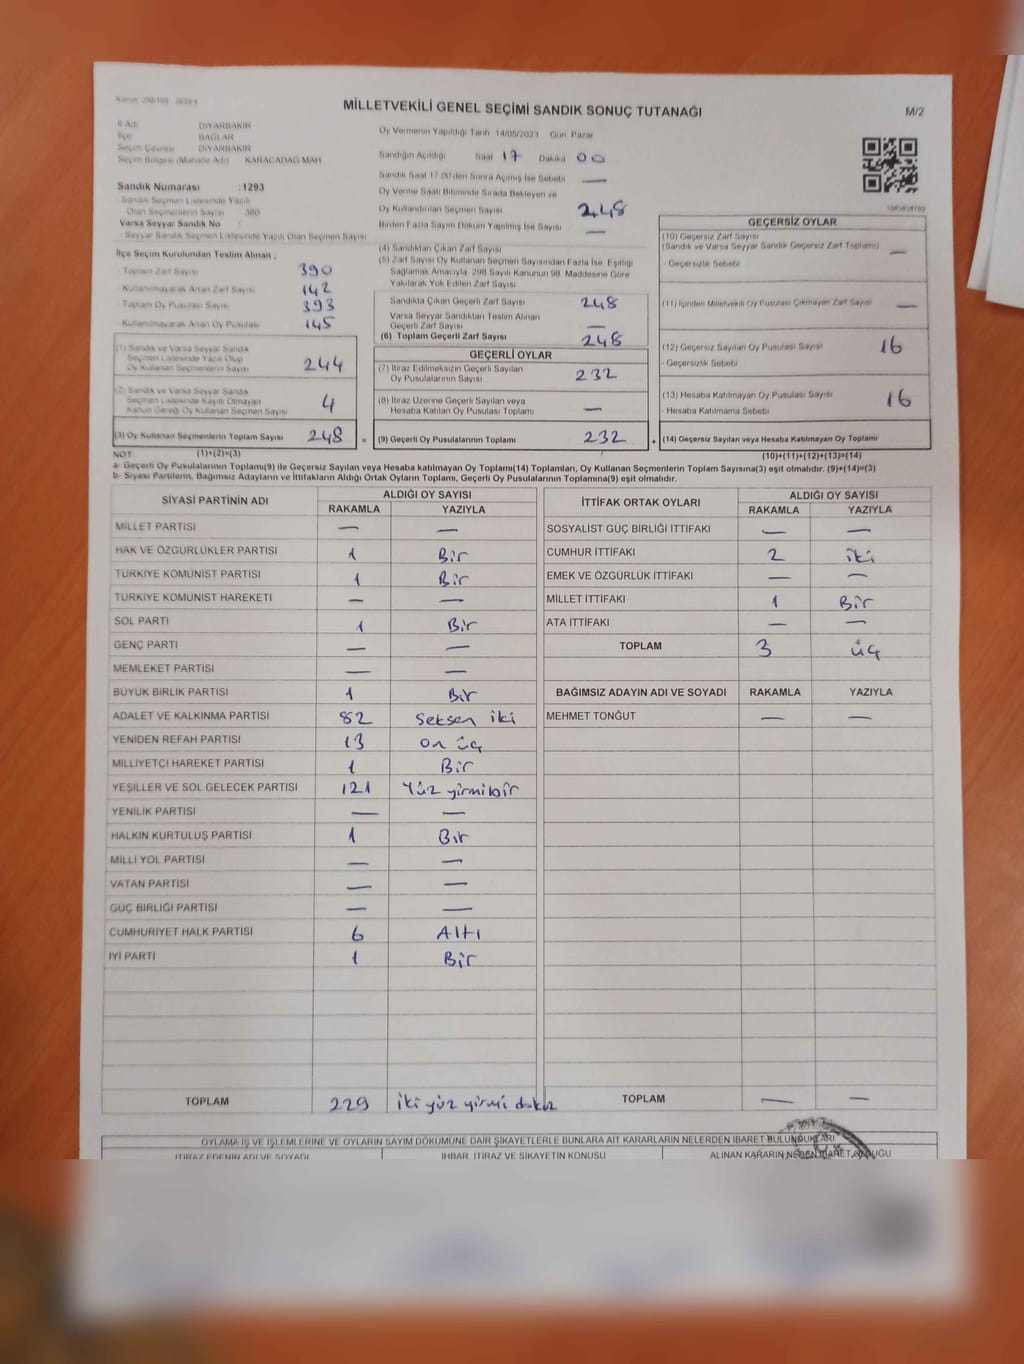 MİLLETVEKİLİ GENEL SEÇİMİ SANDIK SONUÇ TUTANAĞI
M/2
İl Adı DİYARBAKIR
İlçe BAĞLAR
Seçim Çevresi DİYARBAKIR
Seçim Bölgesi (Mahalle Adı) KARACADAĞ MAH
Sandık Numarası :1293
Sandık Seçmen Listesinde Yazılı
Olan Seçmenlerin Sayısı 380
Varsa Seyyar Sandık No :
Seyyar Sandık Seçmen Listesinde Yazılı Olan Seçmen Sayısı
İlçe Seçim Kurulundan Teslim Alınan ;
- Toplam Zarf Sayısı 390
- Kullanılmayarak Artan Zarf Sayısı 142
- Toplam Oy Pusulası Sayısı 393
- Kullanılmayarak Artan Oy Pusulası 145
(1) Sandık ve Varsa Seyyar Sandık
Seçmen Listesinde Yazılı Olup
Oy Kullanan Seçmenlerin Sayısı 244
(2) Sandık ve Varsa Seyyar Sandık
Seçmen Listesinde Kayıtlı Olmayan
Kanun Gereği Oy Kullanan Seçmen Sayısı 4
(3) Oy Kullanan Seçmenlerin Toplam Sayısı 248 =
Oy Vermenin Yapıldığı Tarih 14/05/2023 Gün Pazar
Sandığın Açıldığı Saat 17 Dakika 00
Sandık Saat 17.00'den Sonra Açılmış İse Sebebi —
Oy Verme Saati Bitiminde Sırada Bekleyen ve
Oy Kullandırılan Seçmen Sayısı 248
Birden Fazla Sayım Döküm Yapılmış İse Sayısı —
(4) Sandıktan Çıkan Zarf Sayısı
(5) Zarf Sayısı Oy Kullanan Seçmen Sayısından Fazla İse, Eşitliği
Sağlamak Amacıyla, 298 Sayılı Kanunun 98. Maddesine Göre
Yakılarak Yok Edilen Zarf Sayısı
Sandıkta Çıkan Geçerli Zarf Sayısı 248
Varsa Seyyar Sandıktan Teslim Alınan
Geçerli Zarf Sayısı —
(6) Toplam Geçerli Zarf Sayısı 248
GEÇERLİ OYLAR
(7) İtiraz Edilmeksizin Geçerli Sayılan
Oy Pusulalarının Sayısı 232
(8) İtiraz Üzerine Geçerli Sayılan veya
Hesaba Katılan Oy Pusulası Toplamı —
(9) Geçerli Oy Pusulalarının Toplamı 232 +
GEÇERSİZ OYLAR
(10) Geçersiz Zarf Sayısı
(Sandık ve Varsa Seyyar Sandık Geçersiz Zarf Toplamı) —
- Geçersizlik Sebebi
(11) İçinden Milletvekili Oy Pusulası Çıkmayan Zarf Sayısı —
(12) Geçersiz Sayılan Oy Pusulası Sayısı 16
- Geçersizlik Sebebi
(13) Hesaba Katılmayan Oy Pusulası Sayısı 16
- Hesaba Katılmama Sebebi
(14) Geçersiz Sayılan veya Hesaba Katılmayan Oy Toplamı
NOT: (1)+(2)=(3) (10)+(11)+(12)+(13)=(14)
a- Geçerli Oy Pusulalarının Toplamı(9) ile Geçersiz Sayılan veya Hesaba katılmayan Oy Toplamı(14) Toplamları, Oy Kullanan Seçmenlerin Toplam Sayısına(3) eşit olmalıdır. (9)+(14)=(3)
b- Siyasi Partilerin, Bağımsız Adayların ve İttifakların Aldığı Ortak Oyların Toplamı, Geçerli Oy Pusulalarının Toplamına(9) eşit olmalıdır.
SİYASİ PARTİNİN ADI ALDIĞI OY SAYISI
RAKAMLA YAZIYLA
MİLLET PARTİSİ — —
HAK VE ÖZGÜRLÜKLER PARTİSİ 1 Bir
TÜRKİYE KOMÜNİST PARTİSİ 1 Bir
TÜRKİYE KOMÜNİST HAREKETİ — —
SOL PARTİ 1 Bir
GENÇ PARTİ — —
MEMLEKET PARTİSİ — —
BÜYÜK BİRLİK PARTİSİ 1 Bir
ADALET VE KALKINMA PARTİSİ 82 Seksen iki
YENİDEN REFAH PARTİSİ 13 on üç
MİLLİYETÇİ HAREKET PARTİSİ 1 Bir
YEŞİLLER VE SOL GELECEK PARTİSİ 121 Yüz yirmibir
YENİLİK PARTİSİ — —
HALKIN KURTULUŞ PARTİSİ 1 Bir
MİLLİ YOL PARTİSİ — —
VATAN PARTİSİ — —
GÜÇ BİRLİĞİ PARTİSİ — —
CUMHURİYET HALK PARTİSİ 6 Altı
İYİ PARTİ 1 Bir
TOPLAM 229 iki yüz yirmi dokuz
İTTİFAK ORTAK OYLARI ALDIĞI OY SAYISI
RAKAMLA YAZIYLA
SOSYALİST GÜÇ BİRLİĞİ İTTİFAKI — —
CUMHUR İTTİFAKI 2 iki
EMEK VE ÖZGÜRLÜK İTTİFAKI — —
MİLLET İTTİFAKI 1 Bir
ATA İTTİFAKI — —
TOPLAM 3 üç
BAĞIMSIZ ADAYIN ADI VE SOYADI RAKAMLA YAZIYLA
MEHMET TONĞUT — —
TOPLAM — —
OYLAMA İŞ VE İŞLEMLERİNE VE OYLARIN SAYIM DÖKÜMÜNE DAİR ŞİKAYETLERLE BUNLARA AİT KARARLARIN NELERDEN İBARET BULUNDUKLARI
İTİRAZ EDENİN ADI VE SOYADI İHBAR, İTİRAZ VE ŞİKAYETİN KONUSU ALINAN KARARIN NEDEN İBARET OLDUĞU